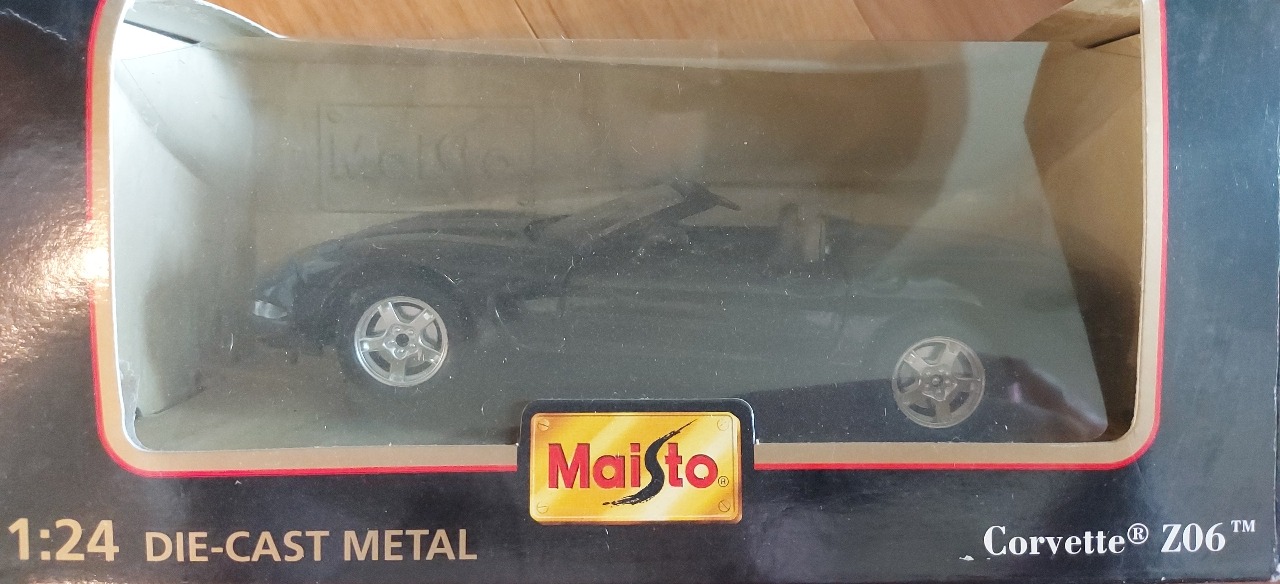 Maisto
Maisto®
1:24 DIE-CAST METAL
Corvette® Z06™